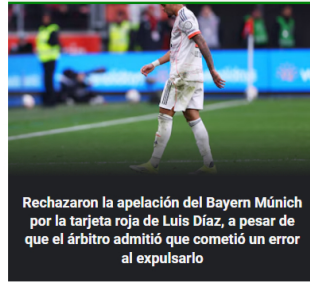 Rechazaron la apelación del Bayern Múnich
por la tarjeta roja de Luis Díaz, a pesar de
que el árbitro admitió que cometió un error
al expulsarlo